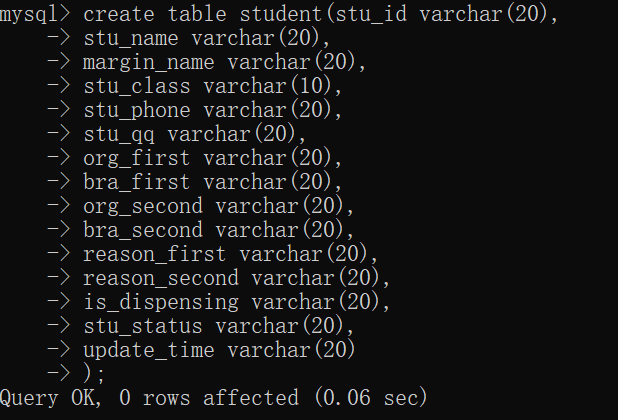 mysql> create table student(stu_id varchar(20),
-> stu_name varchar(20),
-> margin_name varchar(20),
-> stu_class varchar(10),
-> stu_phone varchar(20),
-> stu_qq varchar(20),
-> org_first varchar(20),
-> bra_first varchar(20),
-> org_second varchar(20),
-> bra_second varchar(20),
-> reason_first varchar(20),
-> reason_second varchar(20),
-> is_dispensing varchar(20),
-> stu_status varchar(20),
-> update_time varchar(20)
-> );
Query OK, 0 rows affected (0.06 sec)